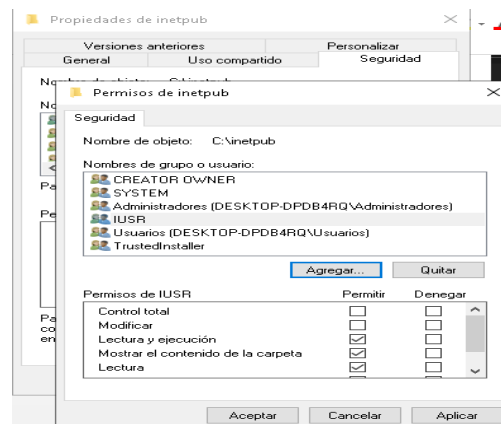 Propiedades de inetpub
Versiones anteriores Personalizar
General Uso compartido Seguridad
Permisos de inetpub
Seguridad
Nombre de objeto: C:\inetpub
Nombres de grupo o usuario:
CREATOR OWNER
SYSTEM
Administradores (DESKTOP-DPDB4RQ\Administradores)
IUSR
Usuarios (DESKTOP-DPDB4RQ\Usuarios)
TrustedInstaller
Agregar... Quitar
Permisos de IUSR Permitir Denegar
Control total
Modificar
Lectura y ejecución
Mostrar el contenido de la carpeta
Lectura
Aceptar Cancelar Aplicar